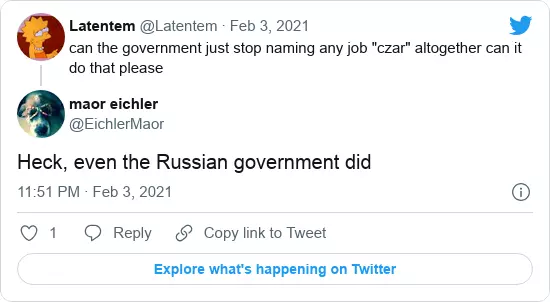 Latentem @Latentem · Feb 3, 2021
can the government just stop naming any job "czar" altogether can it
do that please
maor eichler
@EichlerMaor
Heck, even the Russian government did
11:51 PM · Feb 3, 2021
1 Reply Copy link to Tweet
Explore what's happening on Twitter